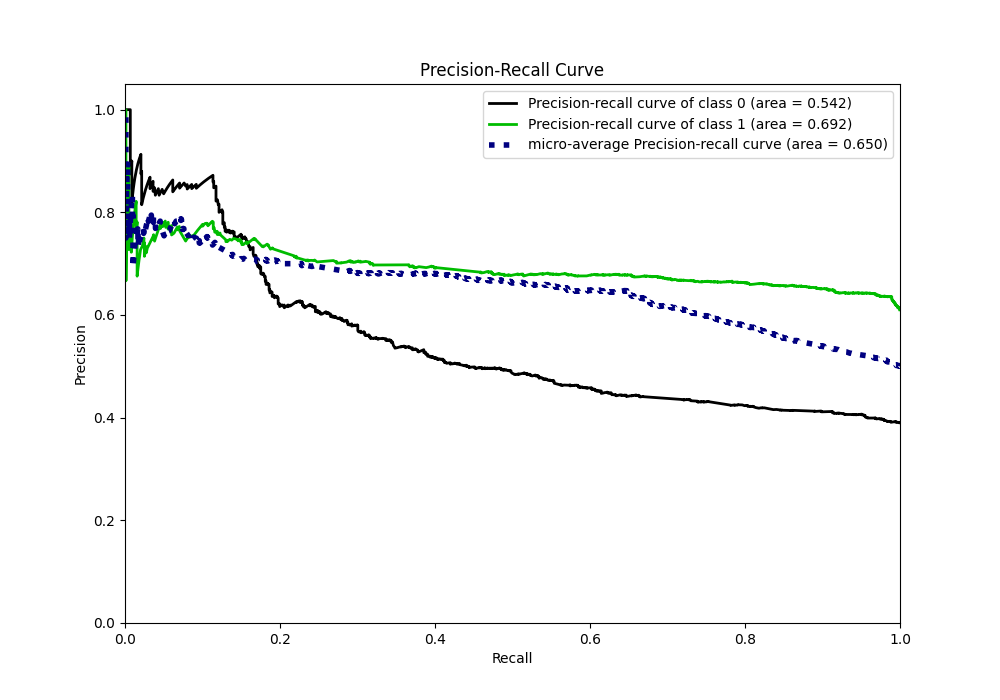 Precision-Recall Curve
Precision-recall curve of class 0 (area = 0.542)
Precision-recall curve of class 1 (area = 0.692)
micro-average Precision-recall curve (area = 0.650)
1.0
0.8
0.6
0.4
0.2
0.0
Precision
0.0 0.2 0.4 0.6 0.8 1.0
Recall